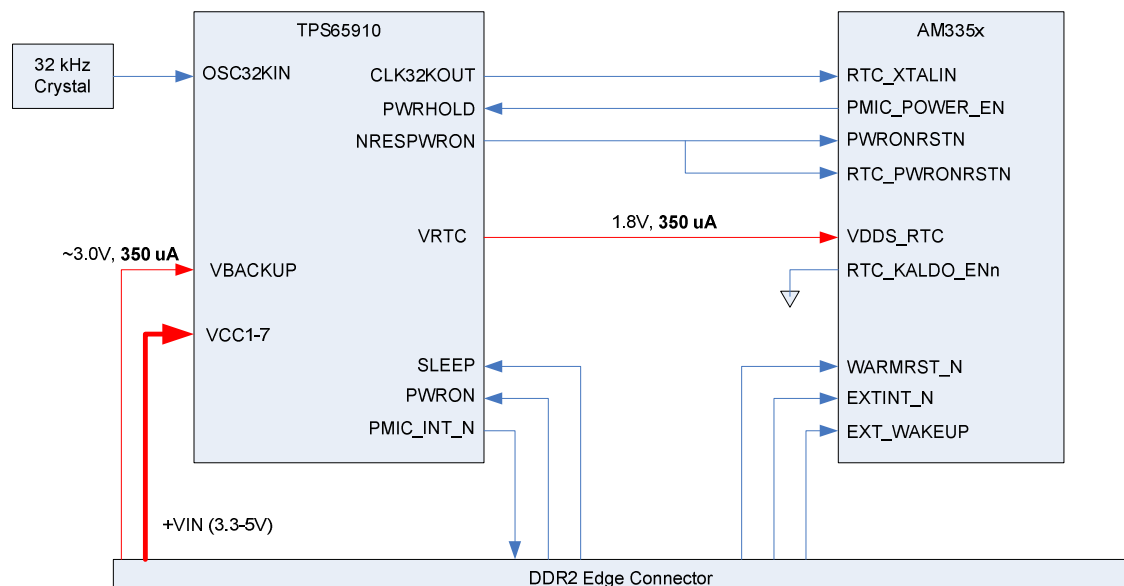 TPS65910
AM335x
32 kHz
Crystal
OSC32KIN
CLK32KOUT
RTC_XTALIN
PWRHOLD
PMIC_POWER_EN
NRESPWRON
PWRONRSTN
RTC_PWRONRSTN
1.8V, 350 uA
VRTC
VDDS_RTC
~3.0V, 350 uA
VBACKUP
RTC_KALDO_ENn
VCC1-7
SLEEP
WARMRST_N
PWRON
EXTINT_N
PMIC_INT_N
EXT_WAKEUP
+VIN (3.3-5V)
DDR2 Edge Connector